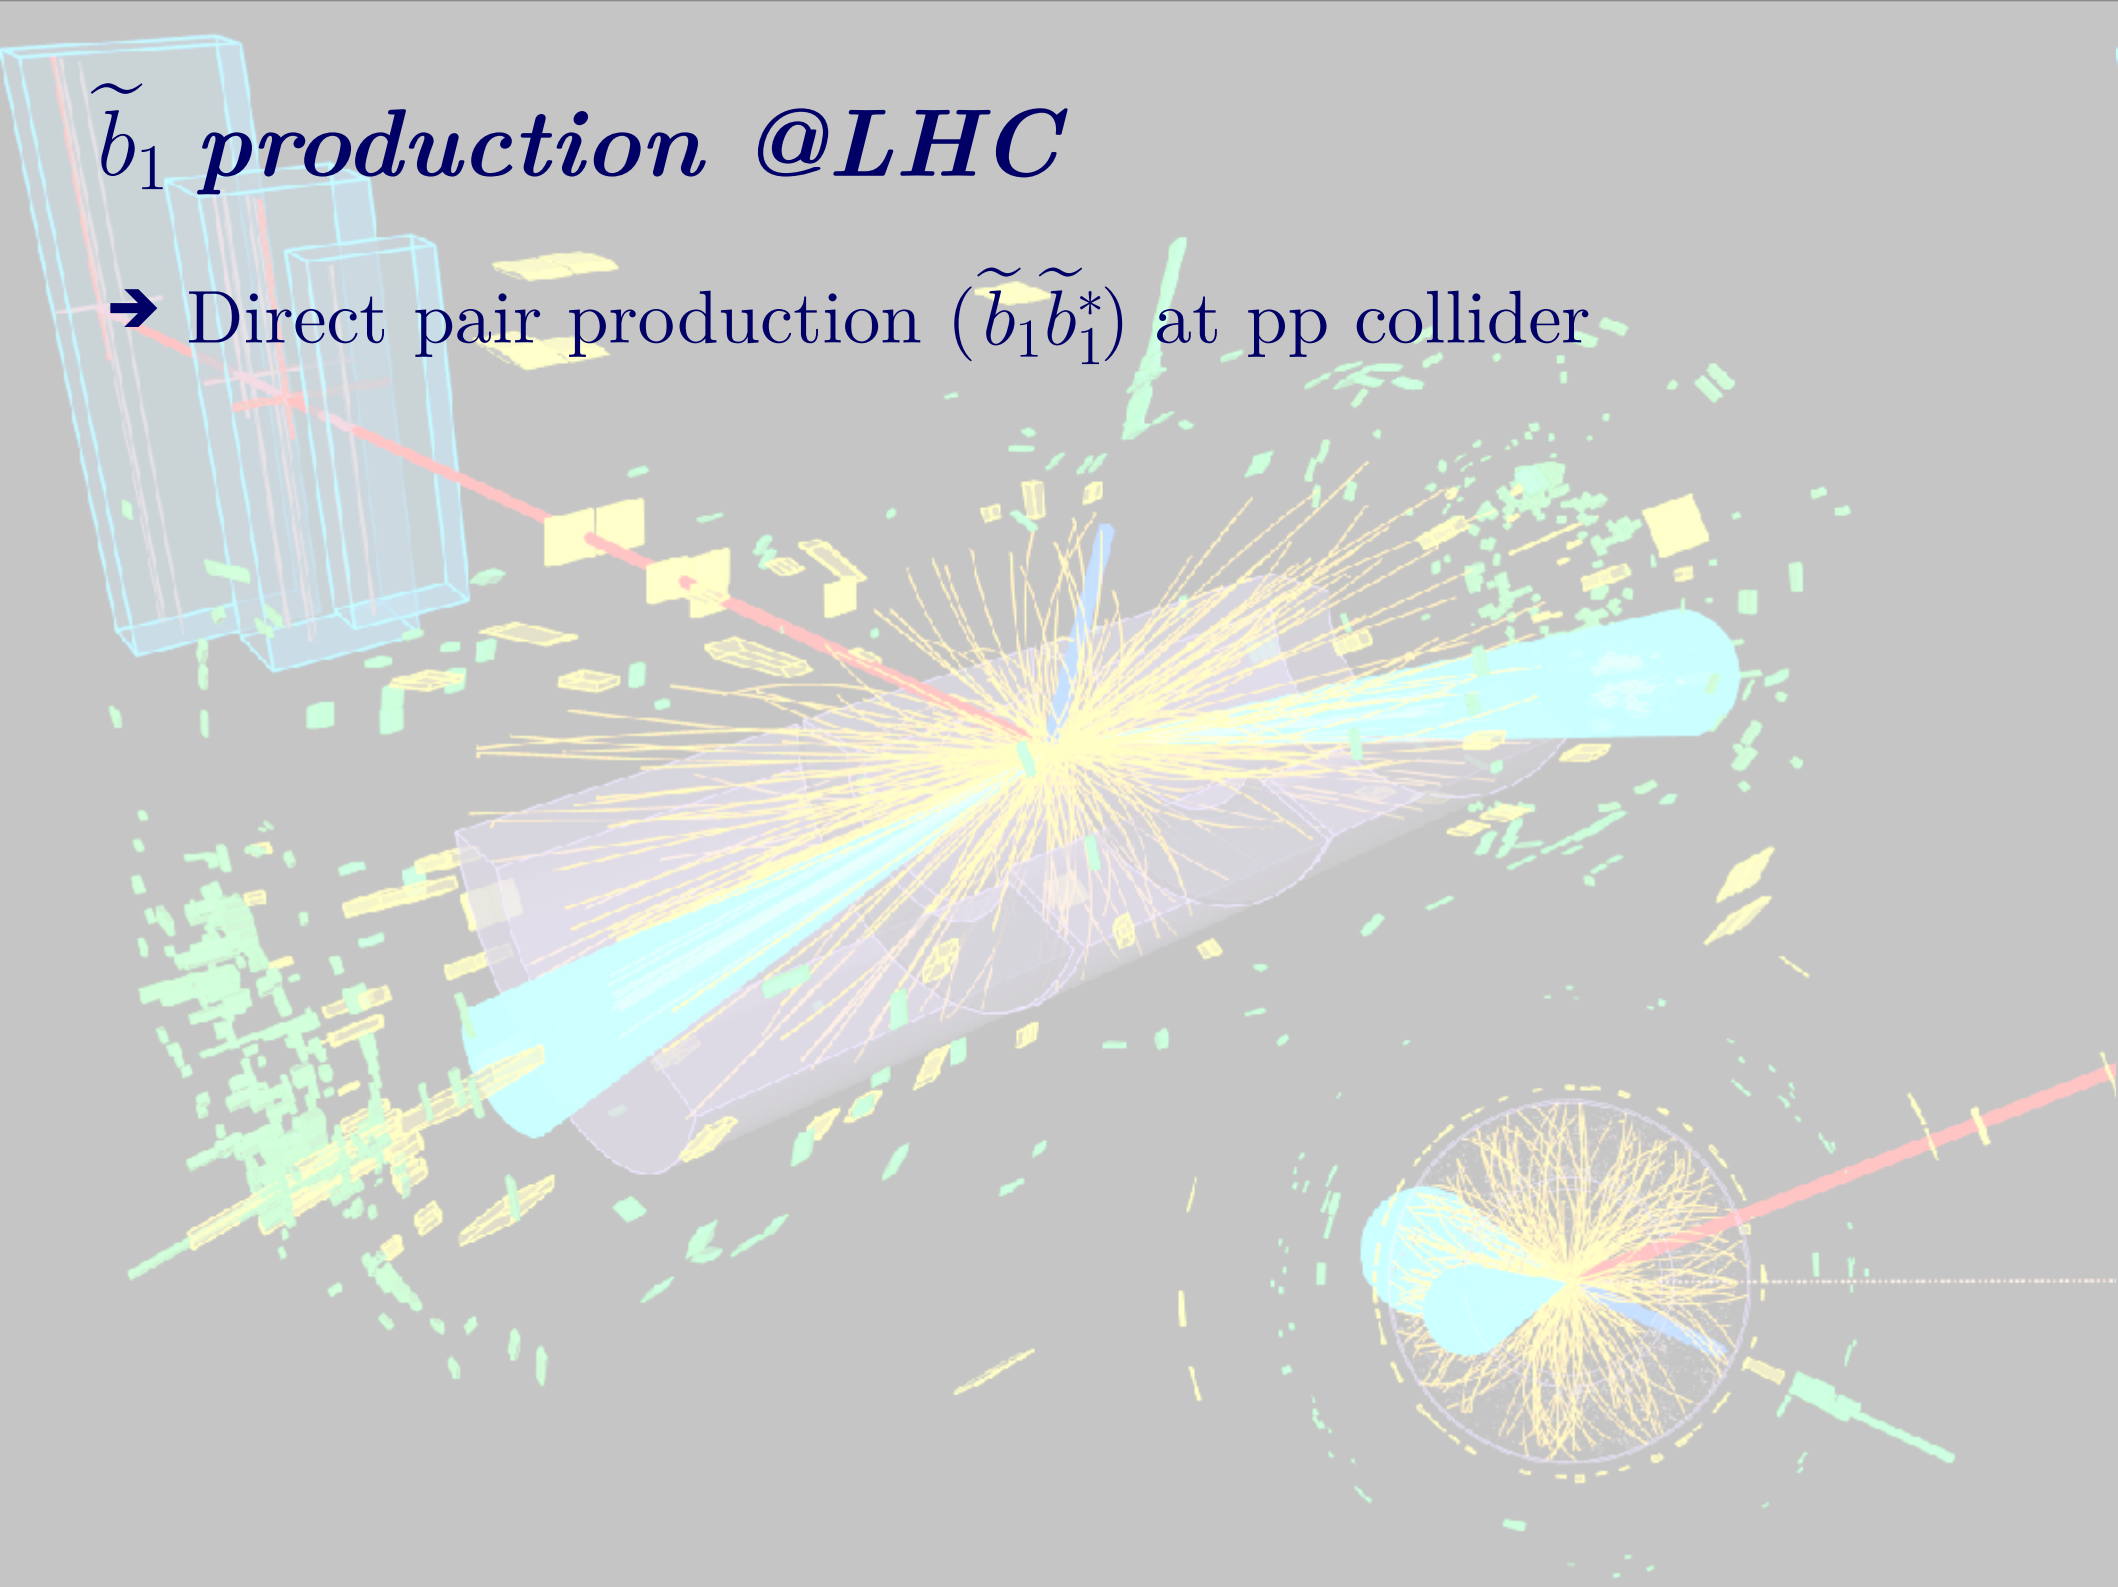 b̃₁ production @LHC
➔ Direct pair production (b̃₁b̃₁*) at pp collider